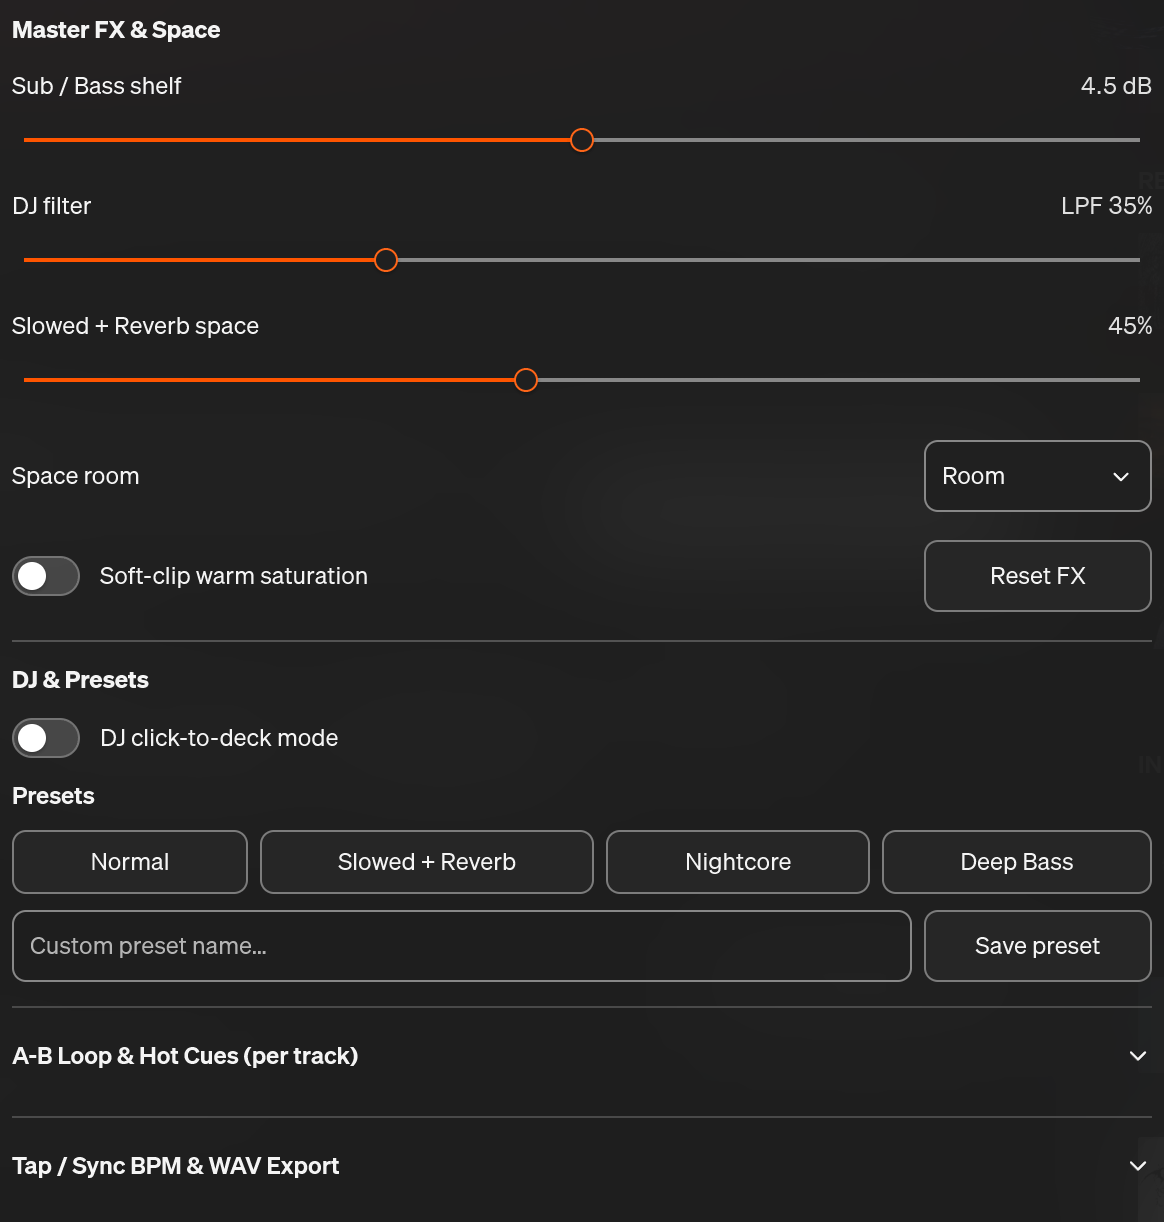 Master FX & Space
Sub / Bass shelf 4.5 dB
DJ filter LPF 35%
Slowed + Reverb space 45%
Space room Room
Soft-clip warm saturation Reset FX
DJ & Presets
DJ click-to-deck mode
Presets
Normal Slowed + Reverb Nightcore Deep Bass
Custom preset name... Save preset
A-B Loop & Hot Cues (per track)
Tap / Sync BPM & WAV Export